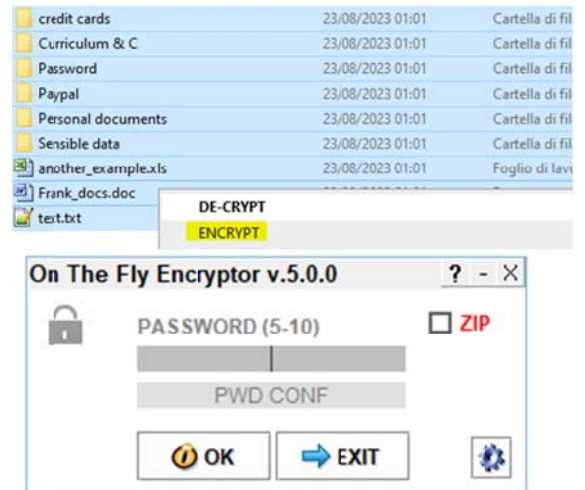 credit cards 23/08/2023 01:01 Cartella di fil
Curriculum & C 23/08/2023 01:01 Cartella di fil
Password 23/08/2023 01:01 Cartella di fil
Paypal 23/08/2023 01:01 Cartella di fil
Personal documents 23/08/2023 01:01 Cartella di fil
Sensible data 23/08/2023 01:01 Cartella di fil
another_example.xls 23/08/2023 01:01 Foglio di lavo
Frank_docs.doc
text.txt
DE-CRYPT
ENCRYPT
On The Fly Encryptor v.5.0.0 ? - X
PASSWORD (5-10) ZIP
PWD CONF
OK EXIT